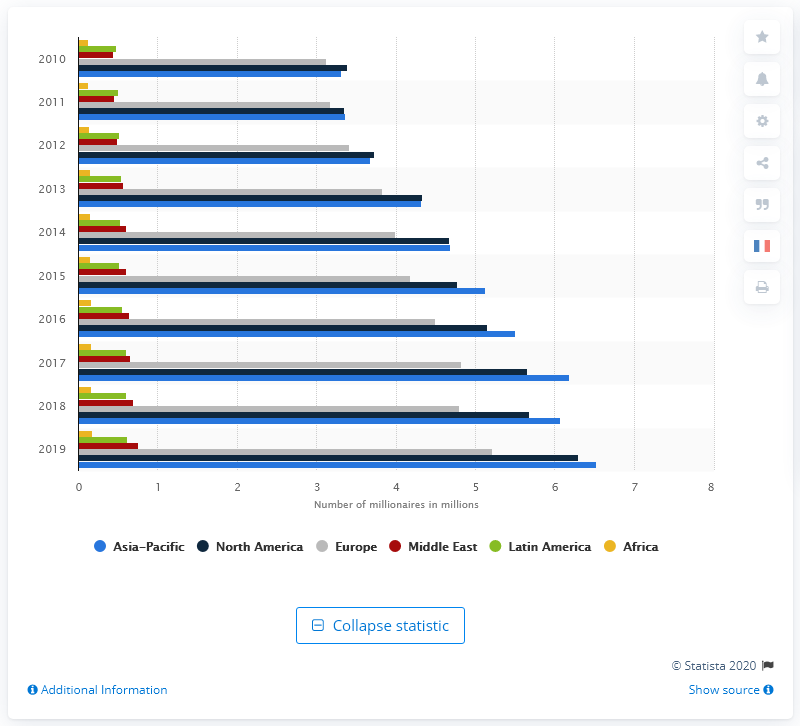 2010
2011
2012
2013
2014
2015
2016
2017
2018
2019
0 1 2 3 4 5 6 7 8
Number of millionaires in millions
Asia-Pacific North America Europe Middle East Latin America Africa
Collapse statistic
© Statista 2020
Additional Information Show source